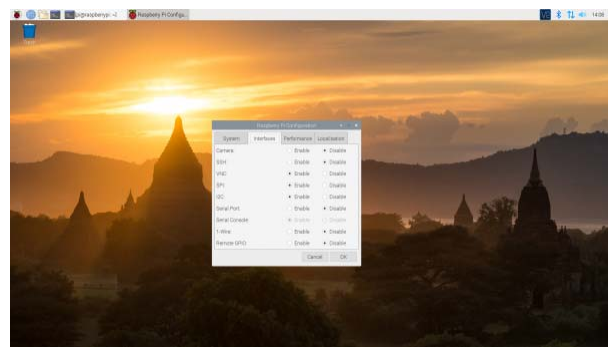 pi@raspberrypi: ~
Raspberry Pi Configu...
14:08
Raspberry Pi Configuration
System Interfaces Performance Localisation
Camera: Enable Disable
SSH: Enable Disable
VNC: Enable Disable
SPI: Enable Disable
I2C: Enable Disable
Serial Port: Enable Disable
Serial Console: Enable Disable
1-Wire: Enable Disable
Remote GPIO: Enable Disable
Cancel OK